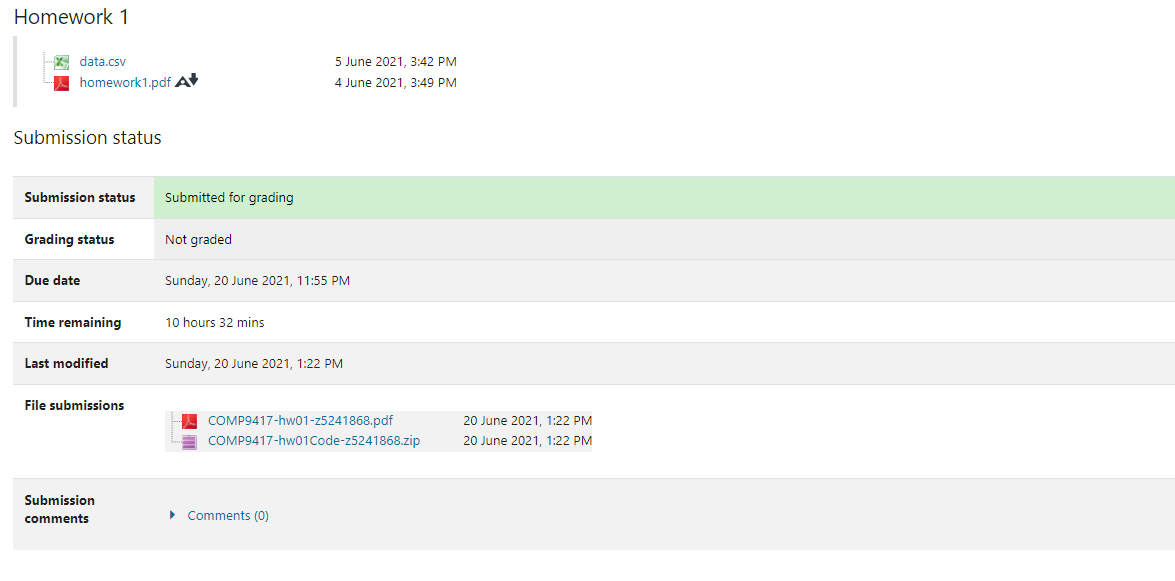 Homework 1
data.csv 5 June 2021, 3:42 PM
homework1.pdf 4 June 2021, 3:49 PM
Submission status
Submission status Submitted for grading
Grading status Not graded
Due date Sunday, 20 June 2021, 11:55 PM
Time remaining 10 hours 32 mins
Last modified Sunday, 20 June 2021, 1:22 PM
File submissions
COMP9417-hw01-z5241868.pdf 20 June 2021, 1:22 PM
COMP9417-hw01Code-z5241868.zip 20 June 2021, 1:22 PM
Submission
comments
Comments (0)